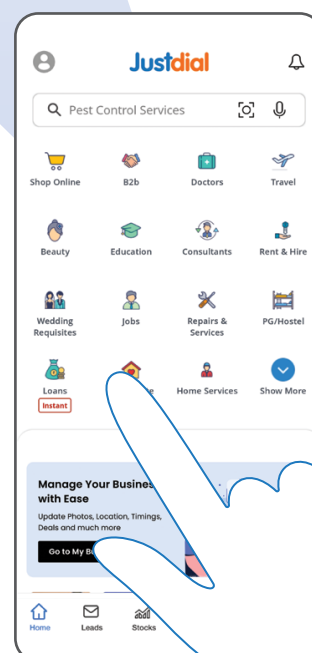 Justdial
Pest Control Services
Shop Online
B2b
Doctors
Travel
Beauty
Education
Consultants
Rent & Hire
Wedding
Requisites
Jobs
Repairs &
Services
PG/Hostel
Loans
Instant
Home Services
Show More
Manage Your Business
with Ease
Update Photos, Location, Timings,
Deals and much more
Go to My
Home
Leads
Stocks